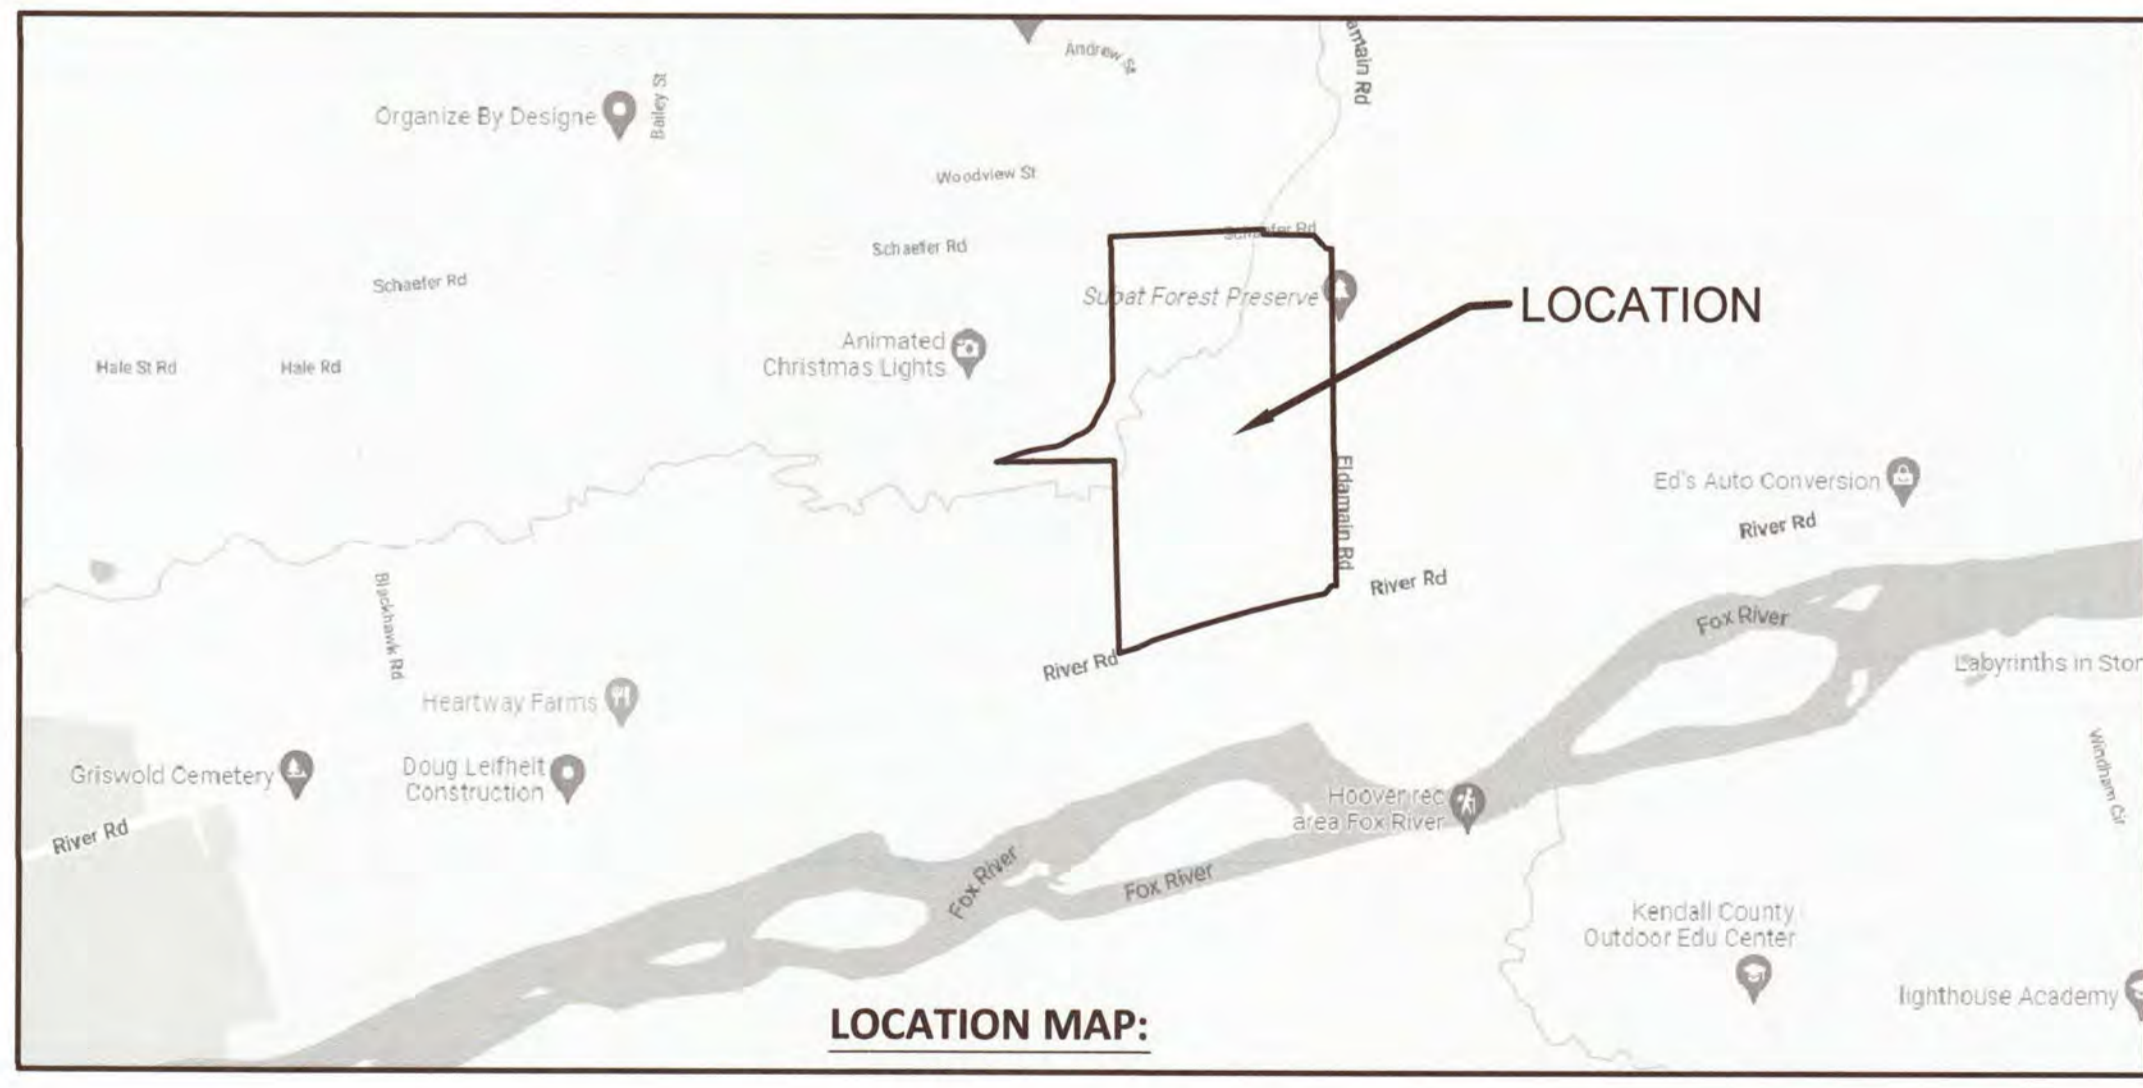 Andrew St
amain Rd
Organize By Designe
Bailey St
Woodview St
Schaefer Rd
Schaefer Rd
Schaefer Rd
Subat Forest Preserve
LOCATION
Animated
Christmas Lights
Hale St Rd
Hale Rd
Eldamain Rd
Ed's Auto Conversion
River Rd
River Rd
Blackhawk Rd
Fox River
River Rd
Labyrinths in Ston
Heartway Farms
Griswold Cemetery
Doug Leifheit
Construction
Windham Cir
Hoover rec
area Fox River
River Rd
Fox River
Fox River
Kendall County
Outdoor Edu Center
lighthouse Academy
LOCATION MAP: